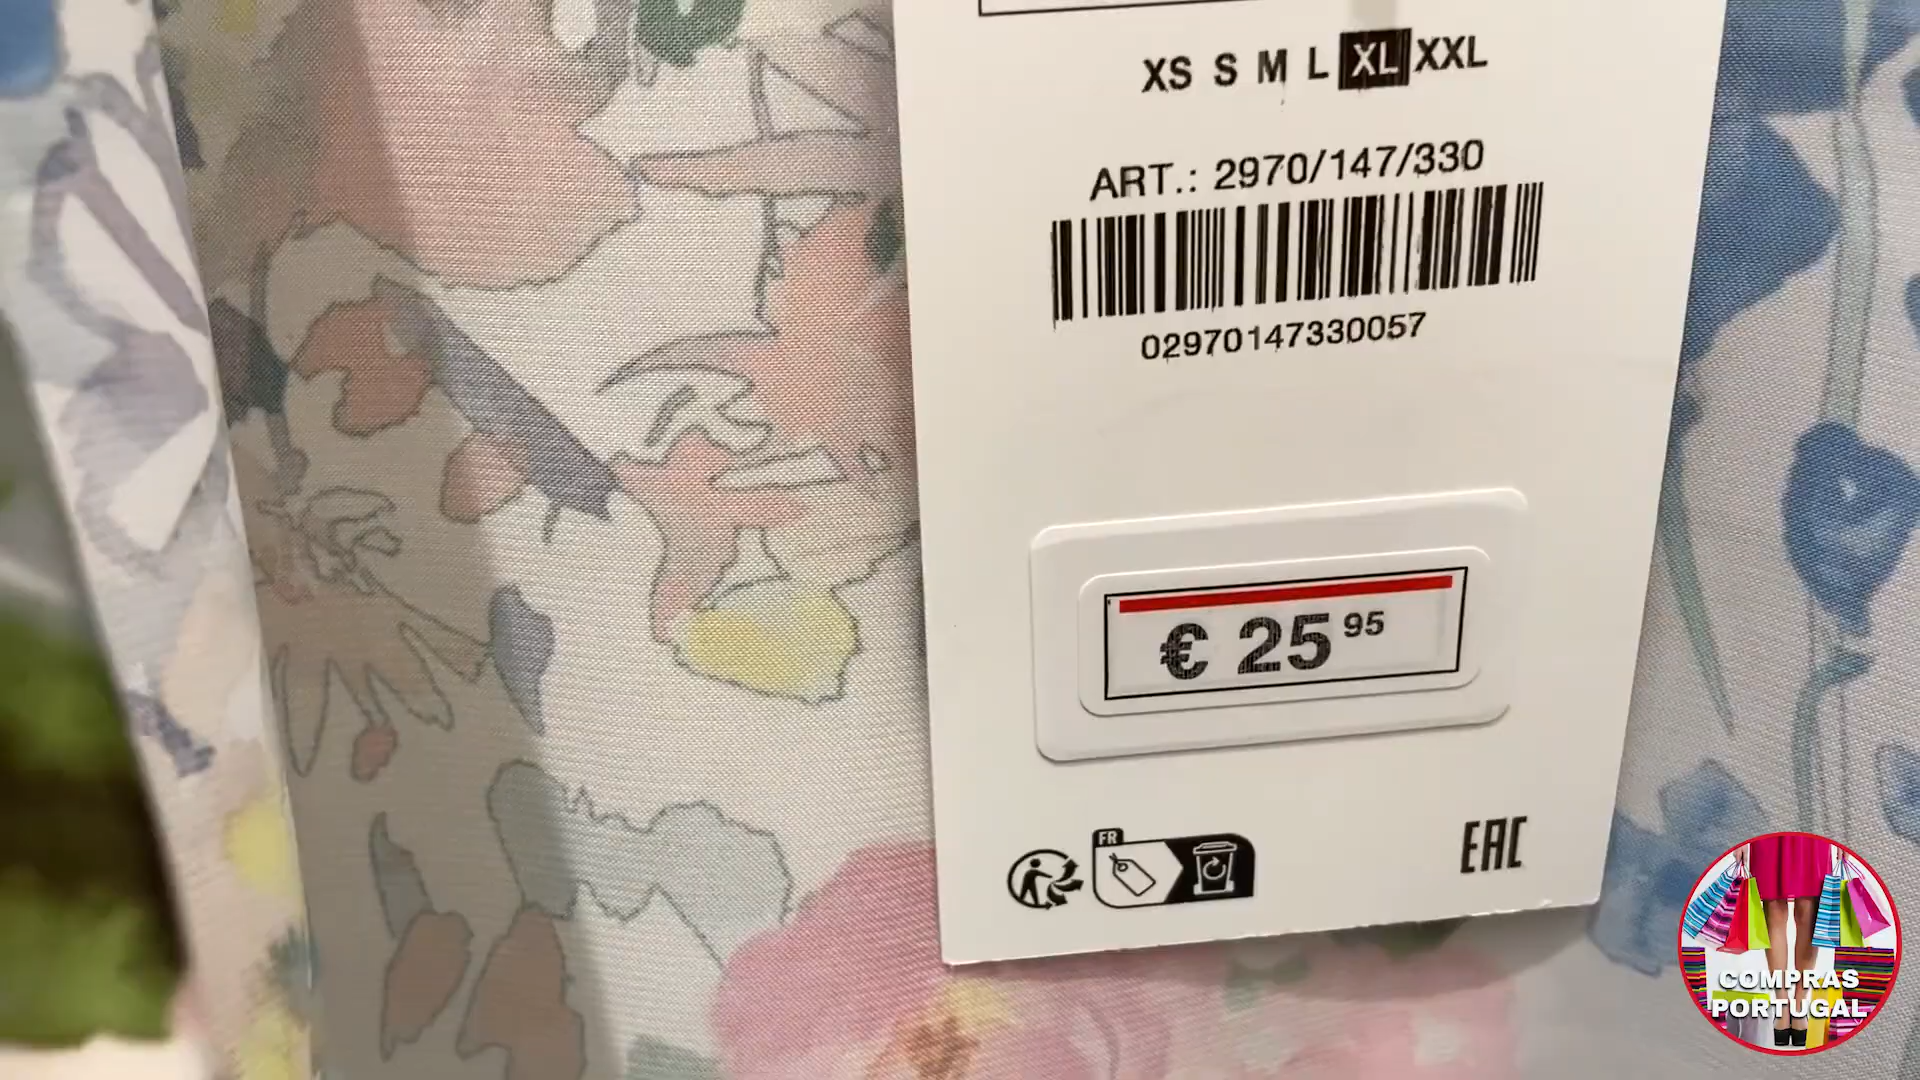 XS S M L XL XXL
ART.: 2970/147/330
02970147330057
€ 25 95
FR
EAC
COMPRAS
PORTUGAL